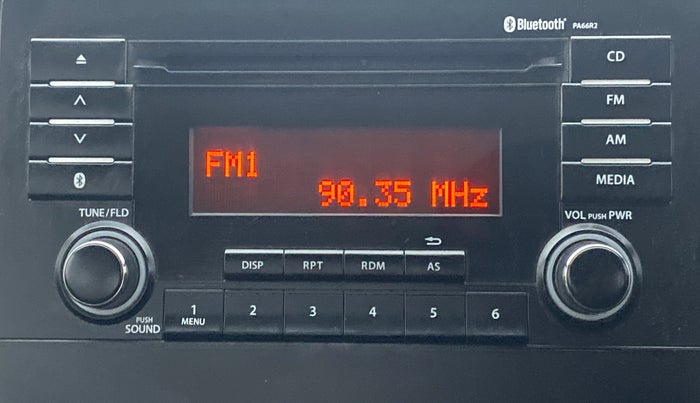 Bluetooth® PA66R2
CD
FM
AM
MEDIA
FM1
90.35 MHz
TUNE/FLD
VOL PUSH PWR
DISP RPT RDM AS
PUSH
SOUND
1 2 3 4 5 6
MENU